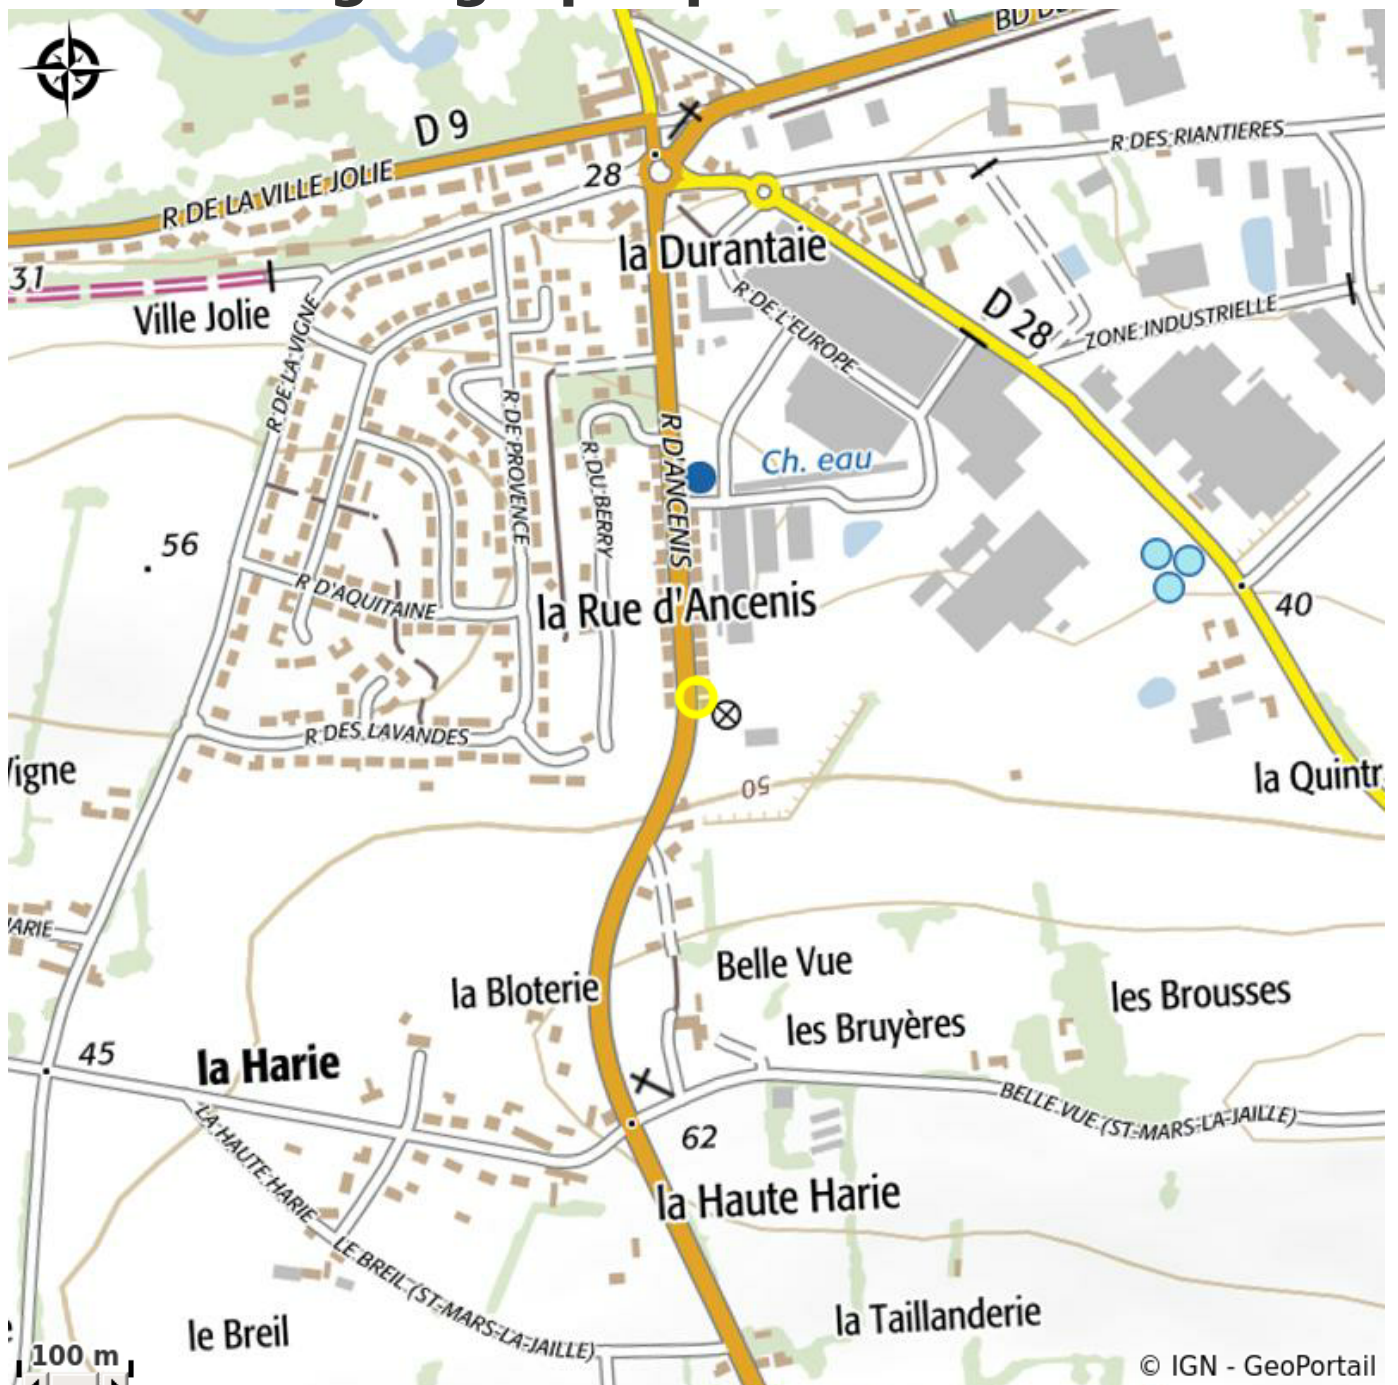 BD DE
D 9
R DES RIANTIERES
28
R DE LA VILLE JOLIE
la Durantaie
31
Ville Jolie
R DE LA VIGNE
R DE L'EUROPE
D 28
ZONE INDUSTRIELLE
R DE PROVENCE
R DU BERRY
R D'ANCENIS
Ch. eau
56
R D'AQUITAINE
la Rue d'Ancenis
40
R DES LAVANDES
igne
50
la Quintr
ARIE
la Bloterie
Belle Vue
les Bruyères
les Brousses
45
la Harie
BELLE VUE (ST-MARS-LA-JAILLE)
62
LA HAUTE HARIE
la Haute Harie
LE BREIL (ST-MARS-LA-JAILLE)
le Breil
la Taillanderie
100 m
© IGN - GeoPortail